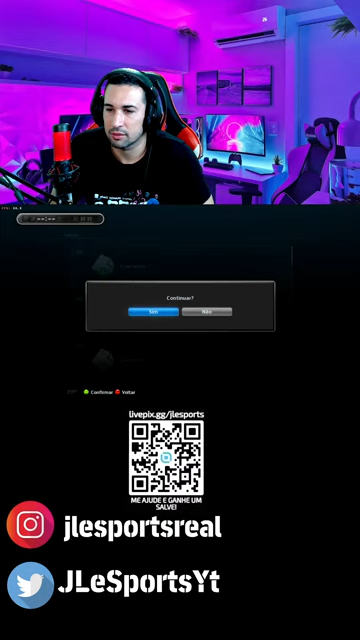 Continuar?
Sim
Não
Confirmar
Voltar
livepix.gg/jlesports
ME AJUDE E GANHE UM
SALVE!
jlesportsreal
JLeSportsYt